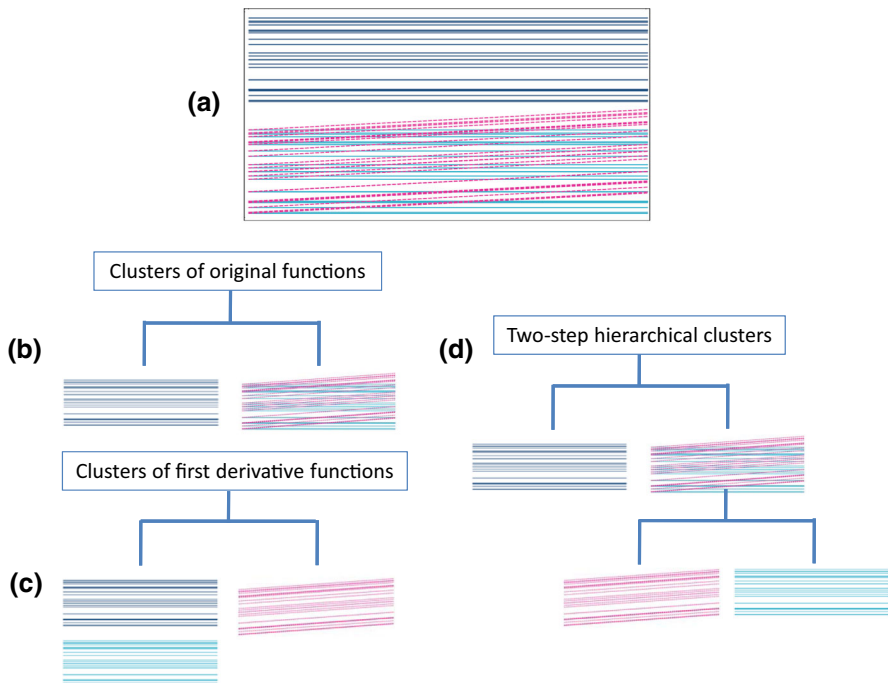 (a)
Clusters of original functions
(b)
(d)
Two-step hierarchical clusters
Clusters of first derivative functions
(c)